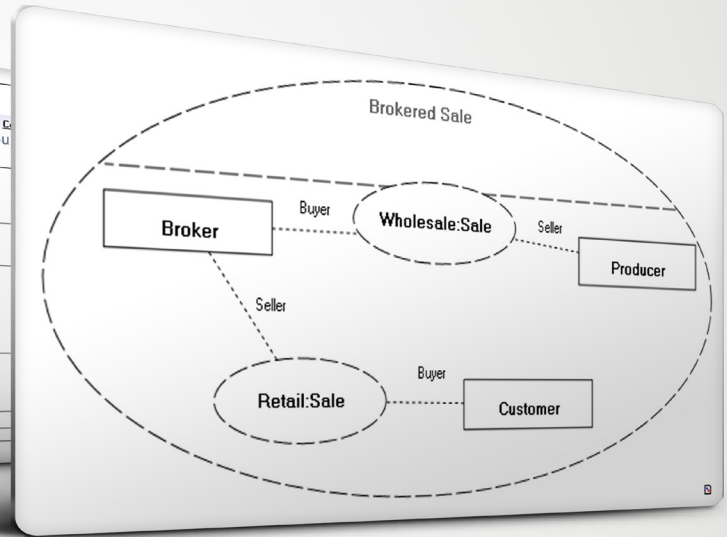 Brokered Sale
Broker
Buyer
Wholesale:Sale
Seller
Producer
Seller
Retail:Sale
Buyer
Customer